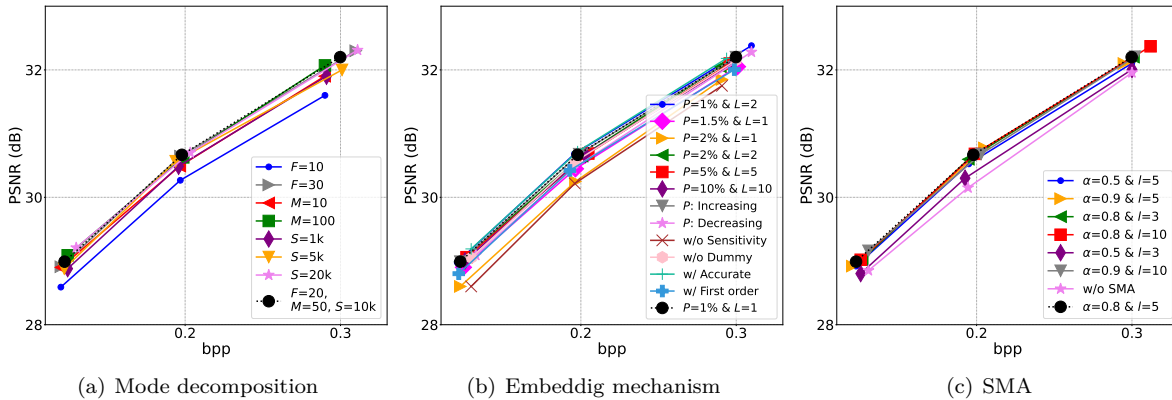 PSNR (dB)
32
30
28
0.2
0.3
bpp
F=10
F=30
M=10
M=100
S=1k
S=5k
S=20k
F=20,
M=50, S=10k
(a) Mode decomposition
PSNR (dB)
32
30
28
0.2
0.3
bpp
P=1% & L=2
P=1.5% & L=1
P=2% & L=1
P=2% & L=2
P=5% & L=5
P=10% & L=10
P: Increasing
P: Decreasing
w/o Sensitivity
w/o Dummy
w/ Accurate
w/ First order
P=1% & L=1
(b) Embeddig mechanism
PSNR (dB)
32
30
28
0.2
0.3
bpp
α=0.5 & l=5
α=0.9 & l=5
α=0.8 & l=3
α=0.8 & l=10
α=0.5 & l=3
α=0.9 & l=10
w/o SMA
α=0.8 & l=5
(c) SMA